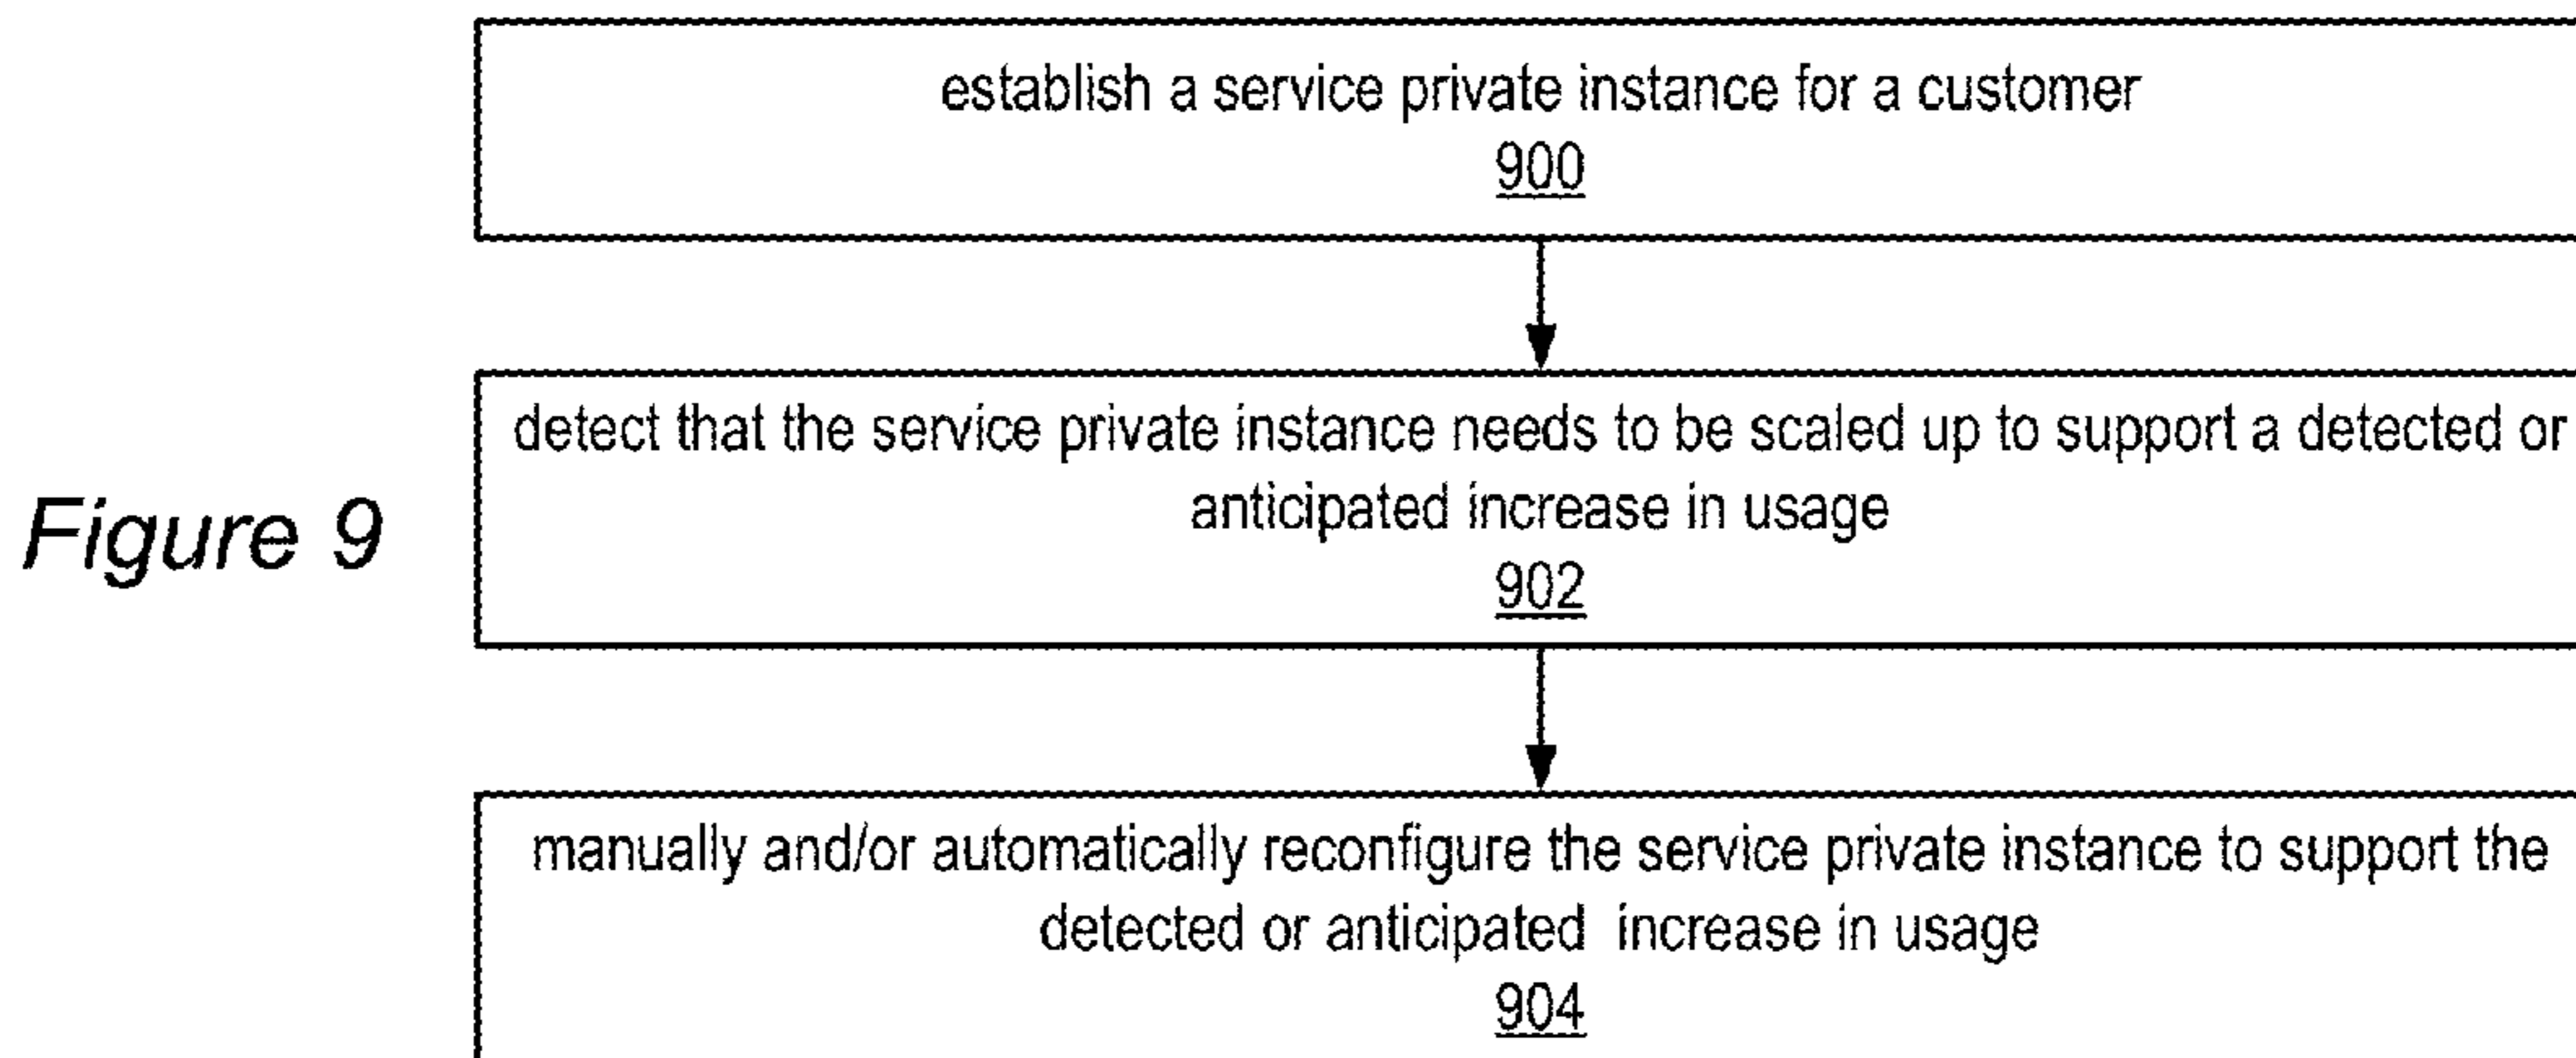 establish a service private instance for a customer
900
detect that the service private instance needs to be scaled up to support a detected or
anticipated increase in usage
902
Figure 9
manually and/or automatically reconfigure the service private instance to support the
detected or anticipated increase in usage
904